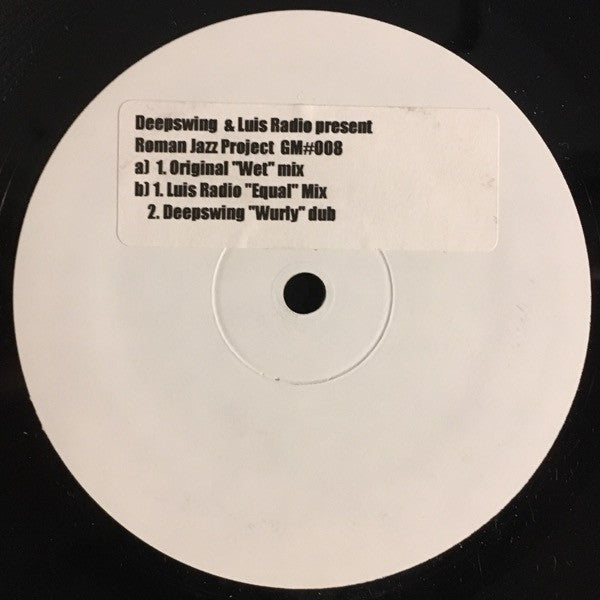 Deepswing & Luis Radio present
Roman Jazz Project GM#008
a) 1. Original "Wet" mix
b) 1. Luis Radio "Equal" Mix
2. Deepswing "Wurly" dub